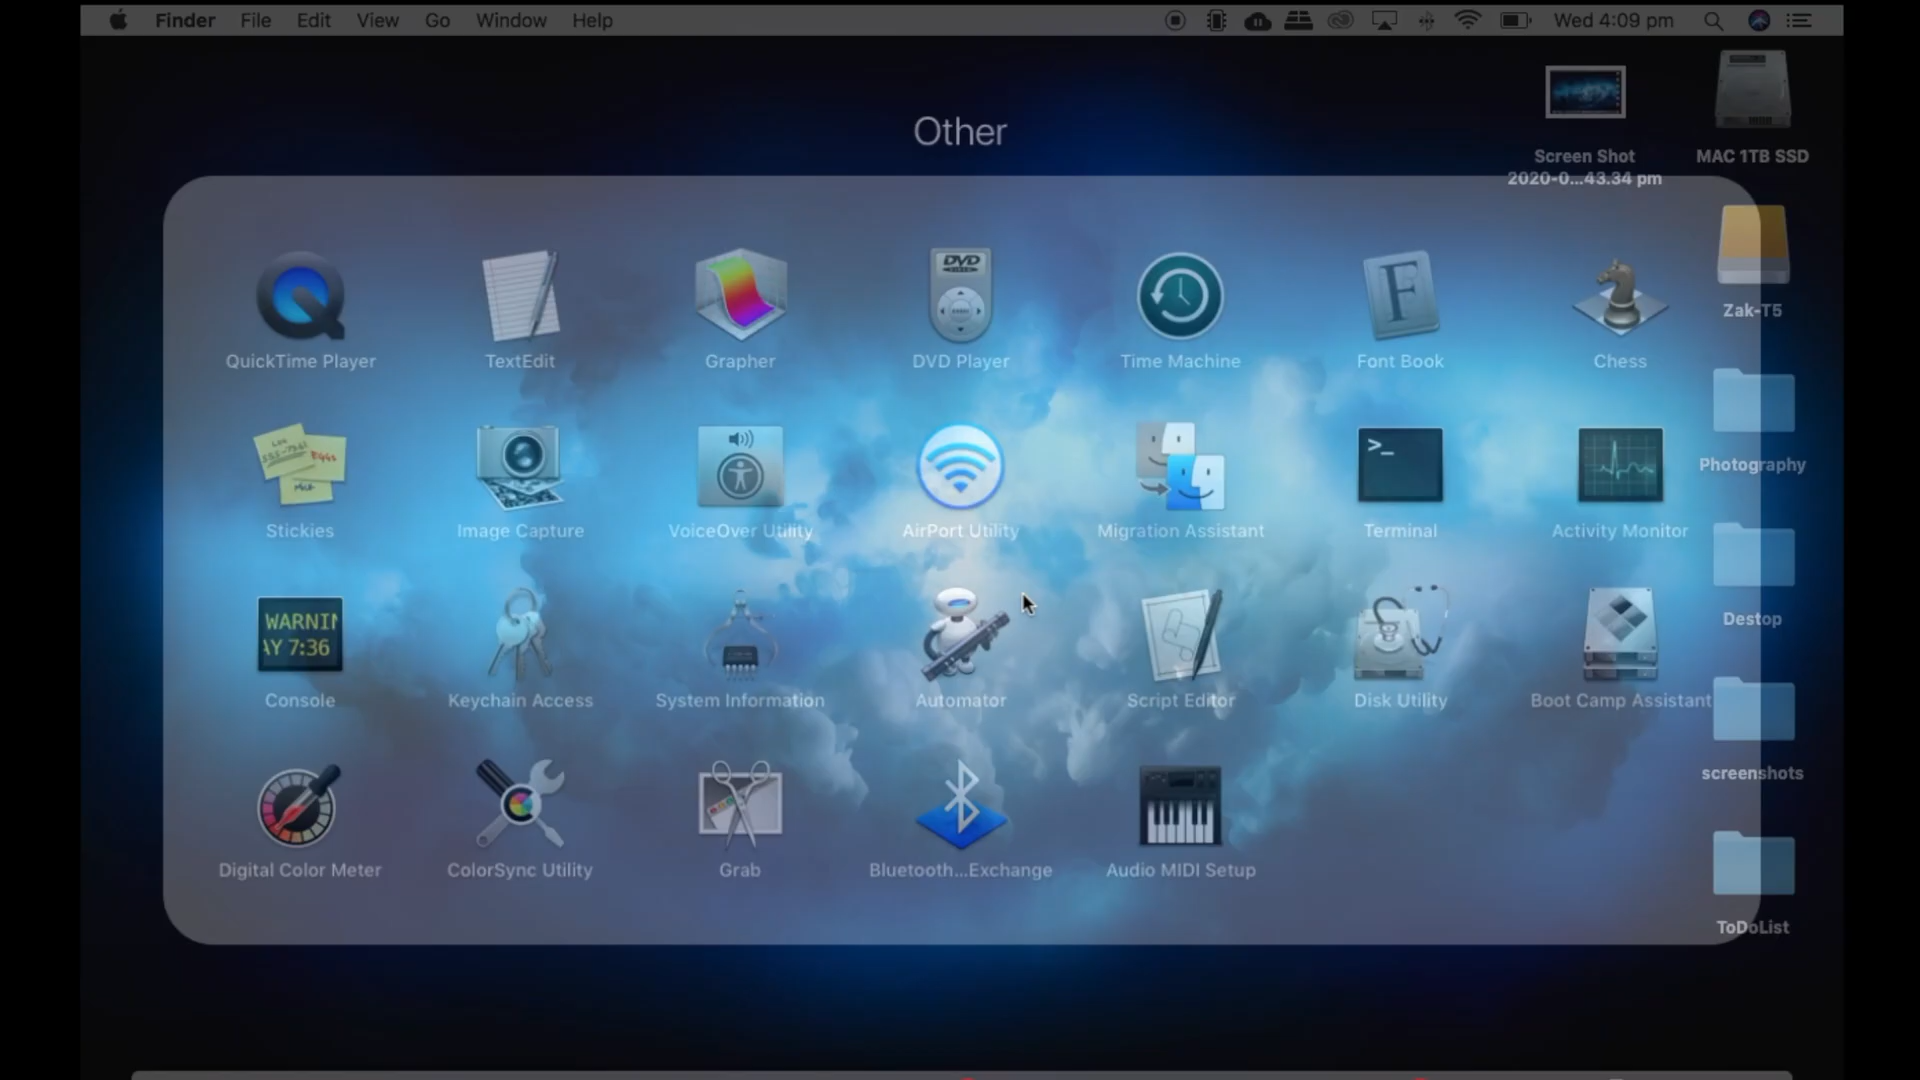 Finder File Edit View Go Window Help Wed 4:09 pm
Other
Screen Shot
2020-0...43.34 pm
MAC 1TB SSD
Zak-T5
DVD
QuickTime Player TextEdit Grapher DVD Player Time Machine Font Book Chess
F
Photography
>_
Stickies Image Capture VoiceOver Utility AirPort Utility Migration Assistant Terminal Activity Monitor
Destop
WARNIN
AY 7:36
Console Keychain Access System Information Automator Script Editor Disk Utility Boot Camp Assistant
screenshots
Digital Color Meter ColorSync Utility Grab Bluetooth...Exchange Audio MIDI Setup
ToDoList